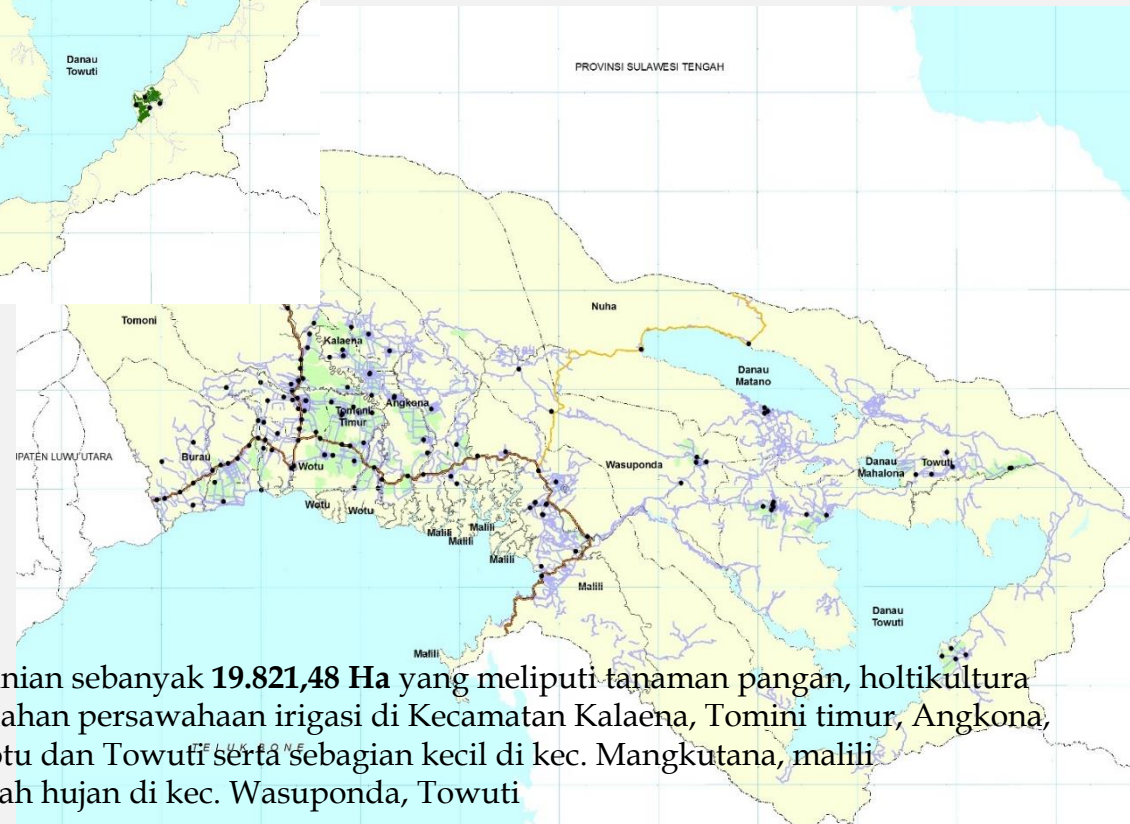 Danau
Towuti
PROVINSI SULAWESI TENGAH
Nuha
Tomoni
Kalaena
Danau
Matano
Angkona
Tomoni
Timur
Burau
IPATEN LUWU UTARA
Wotu
Wasuponda
Danau
Mahalona
Towuti
Wotu
Wotu
Malili
Malili
Malili
Malili
Malili
Danau
Towuti
Malili
nian sebanyak 19.821,48 Ha yang meliputi tanaman pangan, holtikultura
ahan persawahaan irigasi di Kecamatan Kalaena, Tomini timur, Angkona,
otu dan Towuti serta sebagian kecil di kec. Mangkutana, malili
TELUK BONE
ah hujan di kec. Wasuponda, Towuti